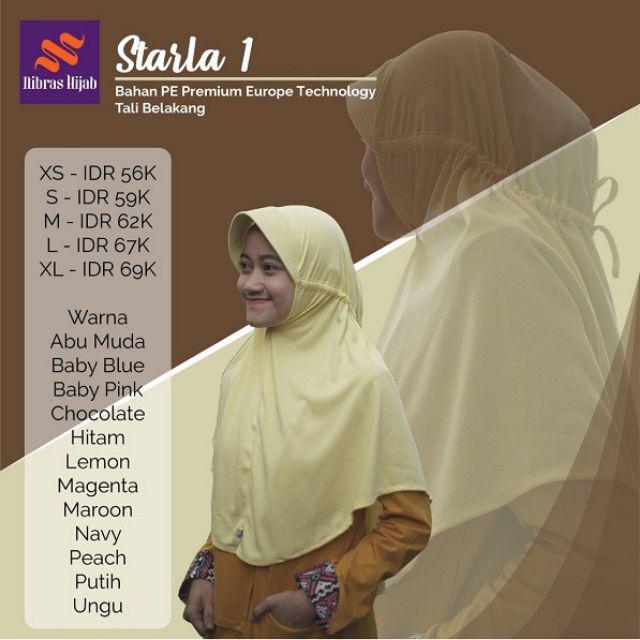 Nibras Hijab
Starla 1
Bahan PE Premium Europe Technology
Tali Belakang
XS - IDR 56K
S - IDR 59K
M - IDR 62K
L - IDR 67K
XL - IDR 69K
Warna
Abu Muda
Baby Blue
Baby Pink
Chocolate
Hitam
Lemon
Magenta
Maroon
Navy
Peach
Putih
Ungu